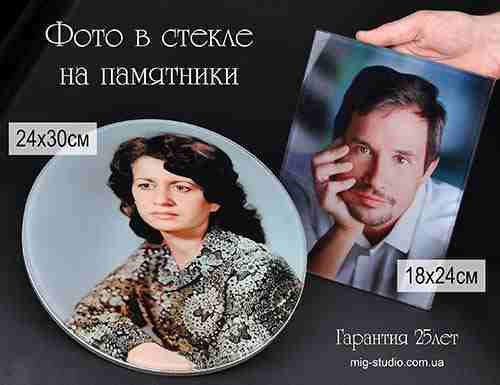 Фото в стекле
на памятники
24x30см
18x24см
Гарантия 25лет
mig-studio.com.ua